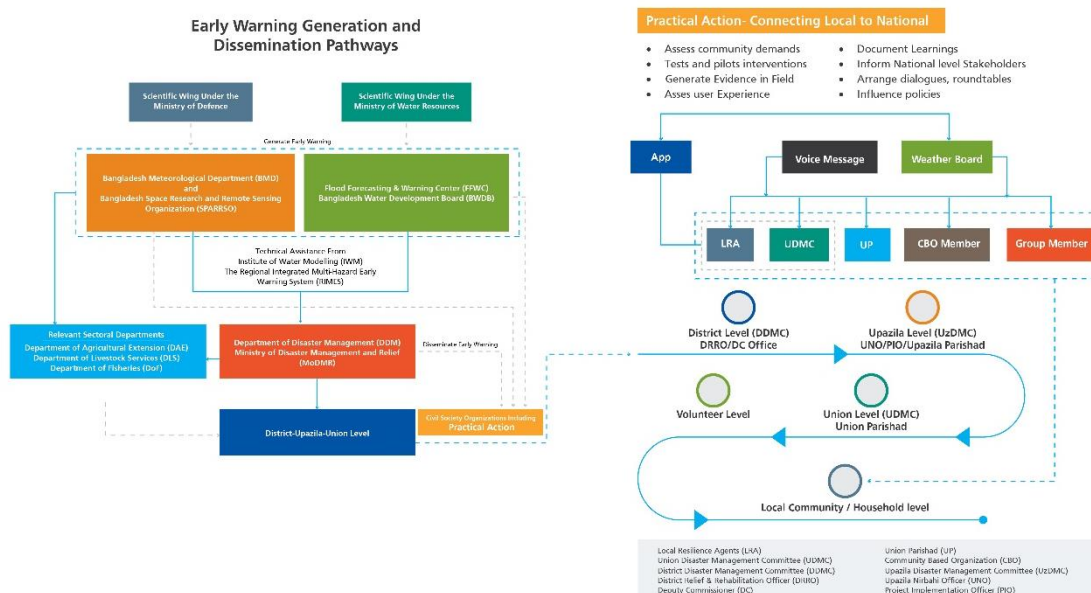 Early Warning Generation and
Dissemination Pathways
Scientific Wing Under the
Ministry of Defence
Scientific Wing Under the
Ministry of Water Resources
Generate Early Warning
Bangladesh Meteorological Department (BMD)
and
Bangladesh Space Research and Remote Sensing
Organization (SPARRSO)
Flood Forecasting & Warning Center (FFWC)
Bangladesh Water Development Board (BWDB)
Technical Assistance From
Institute of Water Modelling (IWM)
The Regional Integrated Multi-Hazard Early
Warning System (RIMES)
Relevant Sectoral Departments
Department of Agricultural Extension (DAE)
Department of Livestock Services (DLS)
Department of Fisheries (DoF)
Department of Disaster Management (DDM)
Ministry of Disaster Management and Relief
(MoDMR)
Disseminate Early Warning
District-Upazila-Union Level
Civil Society Organizations Including
Practical Action
Practical Action- Connecting Local to National
• Assess community demands
• Tests and pilots interventions
• Generate Evidence in Field
• Asses user Experience
• Document Learnings
• Inform National level Stakeholders
• Arrange dialogues, roundtables
• Influence policies
App
Voice Message
Weather Board
LRA
UDMC
UP
CBO Member
Group Member
District Level (DDMC)
DRRO/DC Office
Upazila Level (UzDMC)
UNO/PIO/Upazila Parishad
Volunteer Level
Union Level (UDMC)
Union Parishad
Local Community / Household level
Local Resilience Agents (LRA)
Union Disaster Management Committee (UDMC)
District Disaster Management Committee (DDMC)
District Relief & Rehabilitation Officer (DRRO)
Deputy Commissioner (DC)
Union Parishad (UP)
Community Based Organization (CBO)
Upazila Disaster Management Committee (UzDMC)
Upazila Nirbahi Officer (UNO)
Project Implementation Officer (PIO)